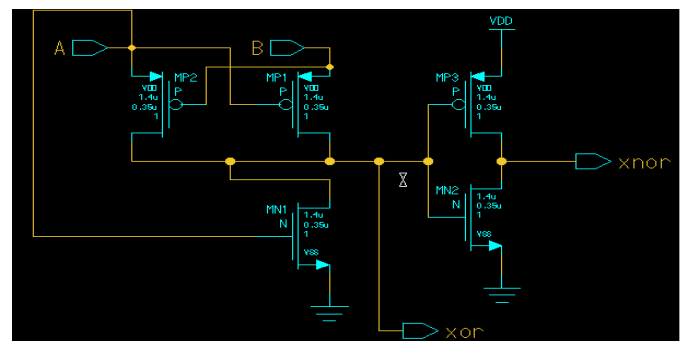 VDD
A
B
MP2
P
VDD
1.4u
0.35u
1
MP1
P
VDD
1.4u
0.35u
1
MP3
P
VDD
1.4u
0.35u
1
xnor
MN1
N
1.4u
0.35u
1
VSS
MN2
N
1.4u
0.35u
1
VSS
xor